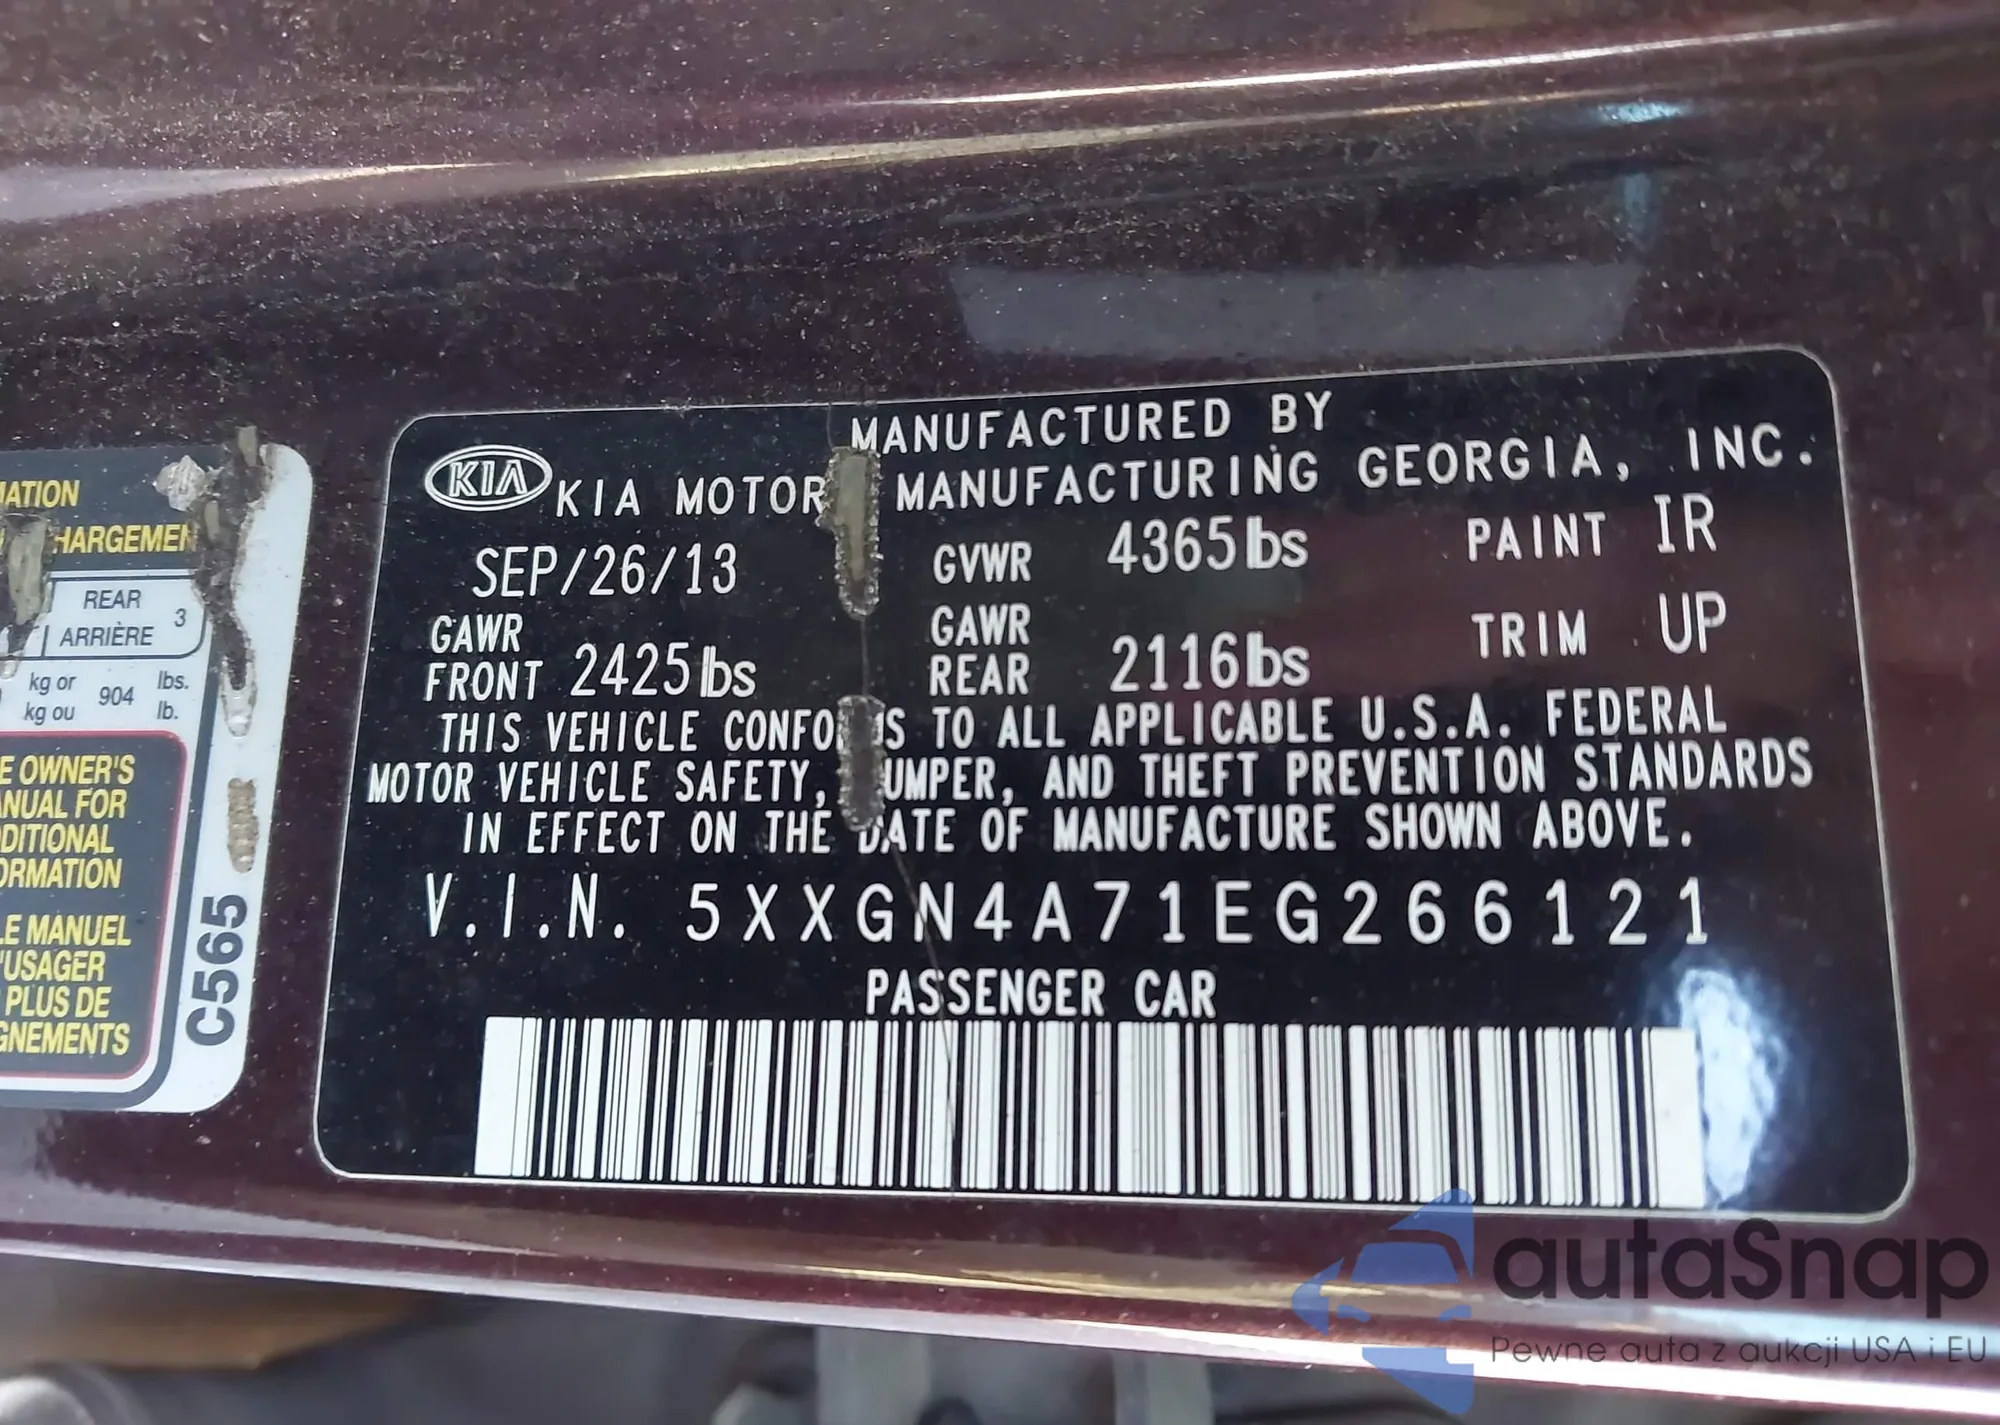 MATION
HARGEMEN
REAR
ARRIÈRE
3
kg or
kg ou
904
lbs.
lb.
E OWNER'S
ANUAL FOR
DDITIONAL
ORMATION
LE MANUEL
'USAGER
PLUS DE
GNEMENTS
C565
MANUFACTURED BY
KIA
KIA MOTOR MANUFACTURING GEORGIA, INC.
SEP/26/13 GVWR 4365lbs PAINT IR
GAWR FRONT 2425lbs GAWR REAR 2116lbs TRIM UP
THIS VEHICLE CONFO MS TO ALL APPLICABLE U.S.A. FEDERAL
MOTOR VEHICLE SAFETY, UMPER, AND THEFT PREVENTION STANDARDS
IN EFFECT ON THE DATE OF MANUFACTURE SHOWN ABOVE.
V.I.N. 5XXGN4A71EG266121
PASSENGER CAR
autaSnap
Pewne auta z aukcji USA i EU